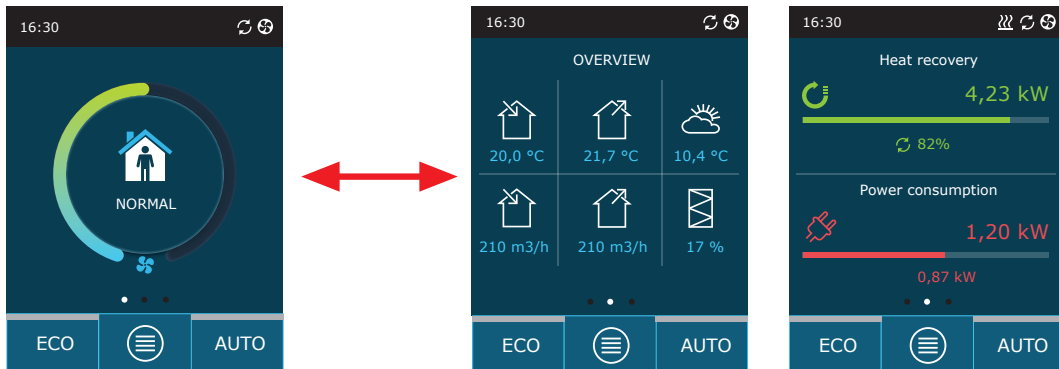 16:30
NORMAL
ECO AUTO
16:30
OVERVIEW
20,0 °C 21,7 °C 10,4 °C
210 m3/h 210 m3/h 17 %
ECO AUTO
16:30
Heat recovery
4,23 kW
82%
Power consumption
1,20 kW
0,87 kW
ECO AUTO